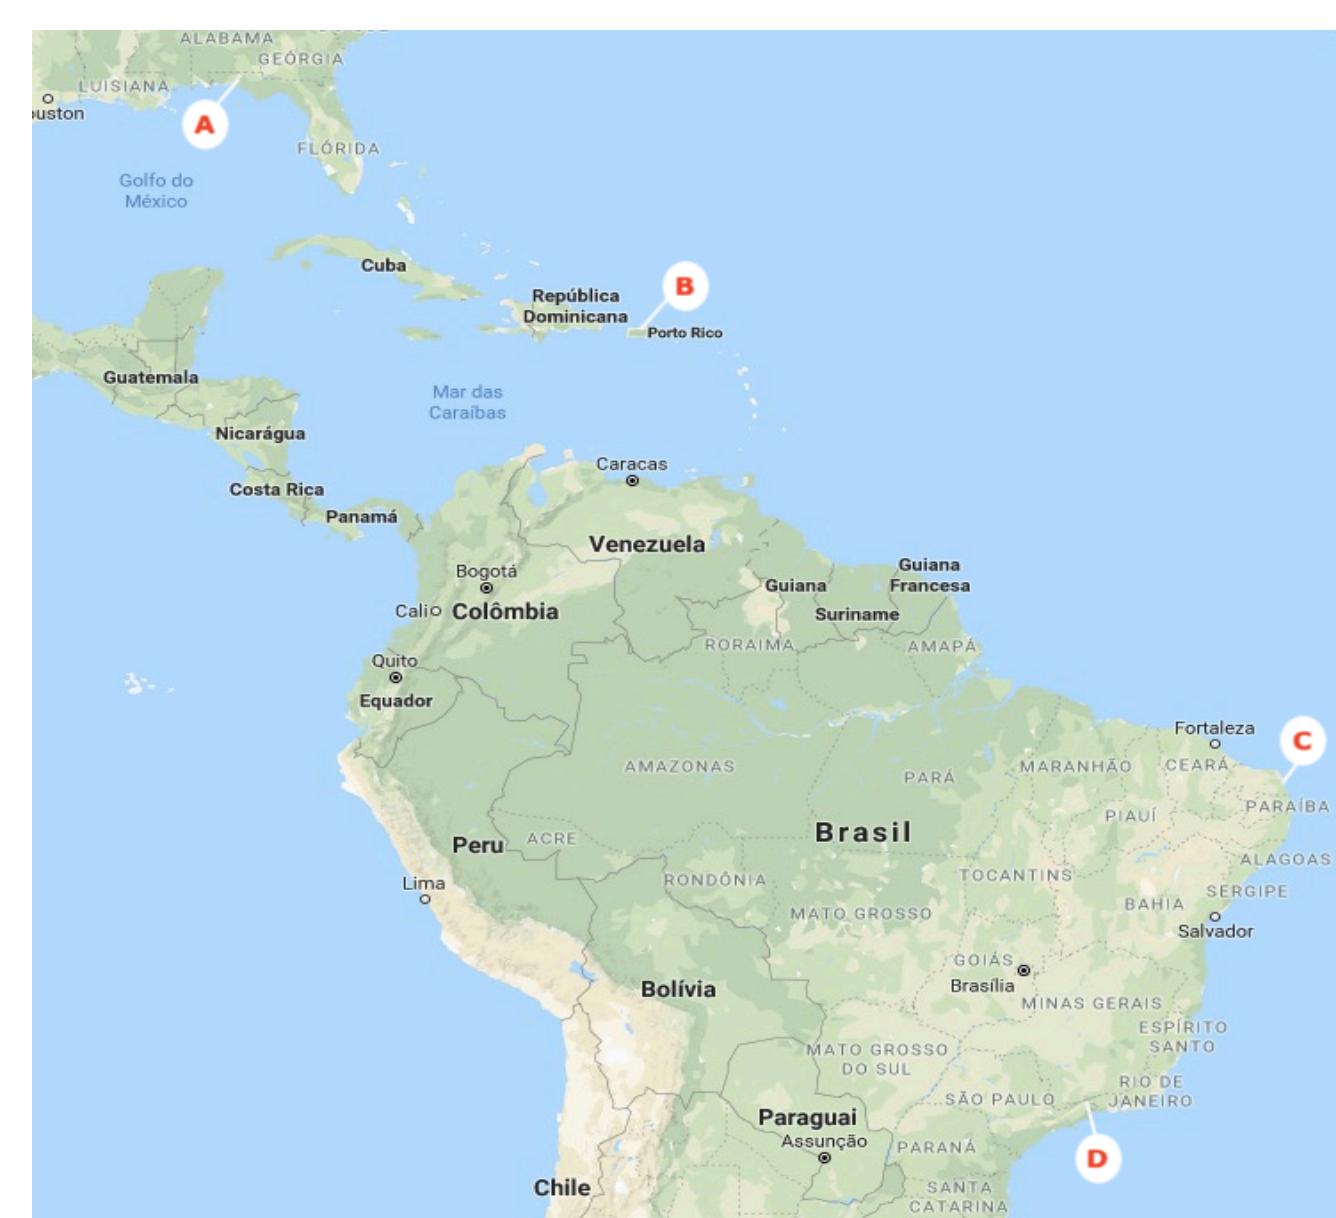 ALABAMA
GEÓRGIA
LUISIANA
ouston
A
FLÓRIDA
Golfo do
México
Cuba
B
República
Dominicana
Porto Rico
Guatemala
Mar das
Caraíbas
Nicarágua
Caracas
Costa Rica
Panamá
Venezuela
Bogotá
Guiana
Francesa
Guiana
Cali
Colômbia
Suriname
RORAIMA
AMAPÁ
Quito
Equador
Fortaleza
C
AMAZONAS
PARÁ
MARANHÃO
CEARÁ
PARAÍBA
PIAUÍ
Brasil
Peru
ACRE
ALAGOAS
Lima
RONDÔNIA
TOCANTINS
SERGIPE
BAHIA
MATO GROSSO
Salvador
GOIÁS
Brasília
Bolívia
MINAS GERAIS
ESPÍRITO
SANTO
MATO GROSSO
DO SUL
RIO DE
JANEIRO
SÃO PAULO
Paraguai
Assunção
PARANÁ
D
Chile
SANTA
CATARINA